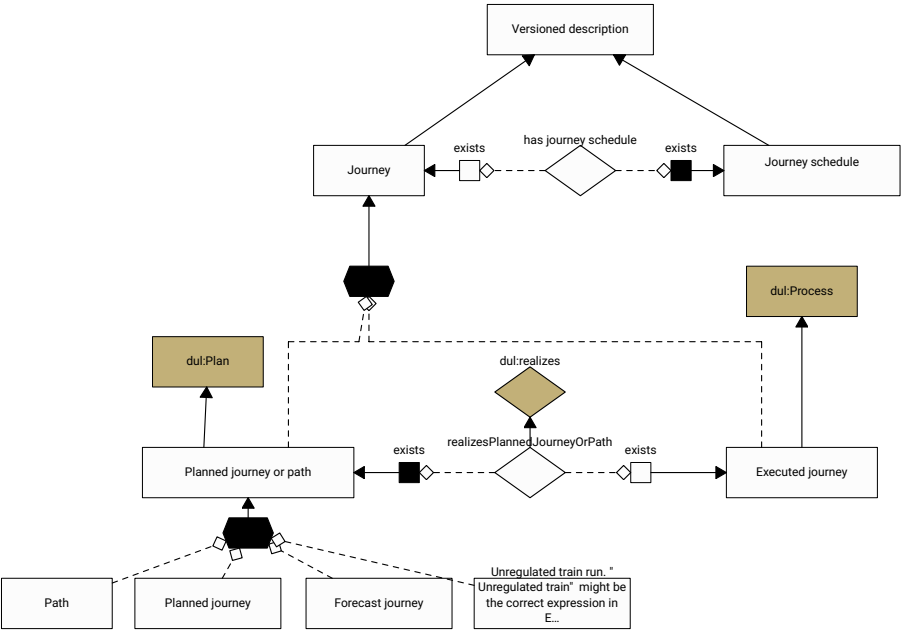 Versioned description
has journey schedule
exists
exists
Journey
Journey schedule
dul:Process
dul:Plan
dul:realizes
realizesPlannedJourneyOrPath
exists
exists
Planned journey or path
Executed journey
Unregulated train run. "
Unregulated train" might be
the correct expression in
E...
Path
Planned journey
Forecast journey